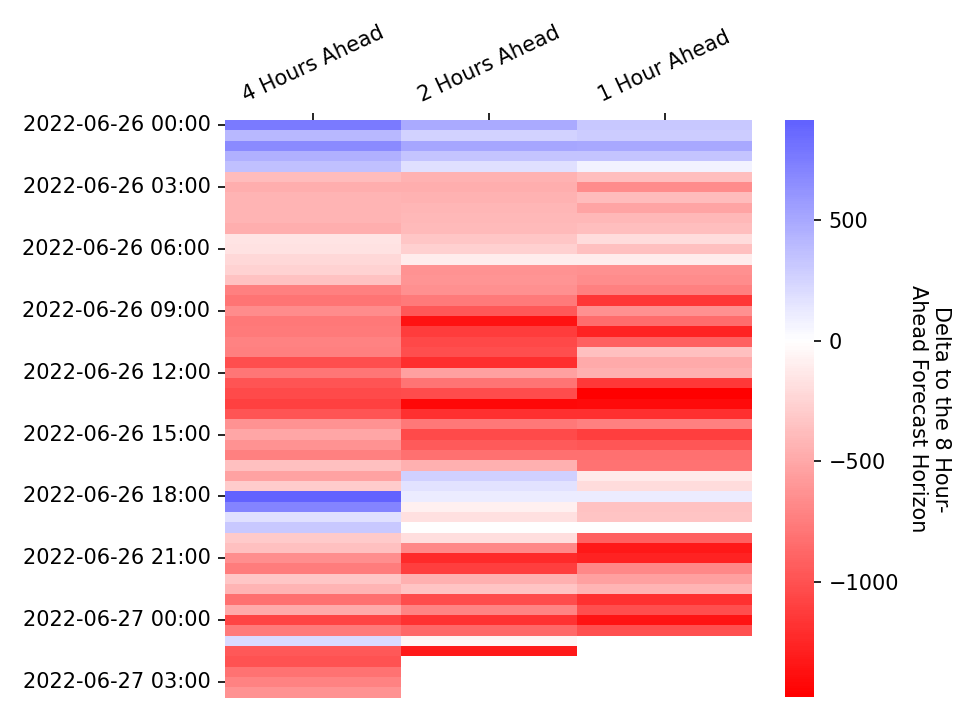 4 Hours Ahead
2 Hours Ahead
1 Hour Ahead
2022-06-26 00:00
2022-06-26 03:00
2022-06-26 06:00
2022-06-26 09:00
2022-06-26 12:00
2022-06-26 15:00
2022-06-26 18:00
2022-06-26 21:00
2022-06-27 00:00
2022-06-27 03:00
500
0
−500
−1000
Delta to the 8 Hour-
Ahead Forecast Horizon